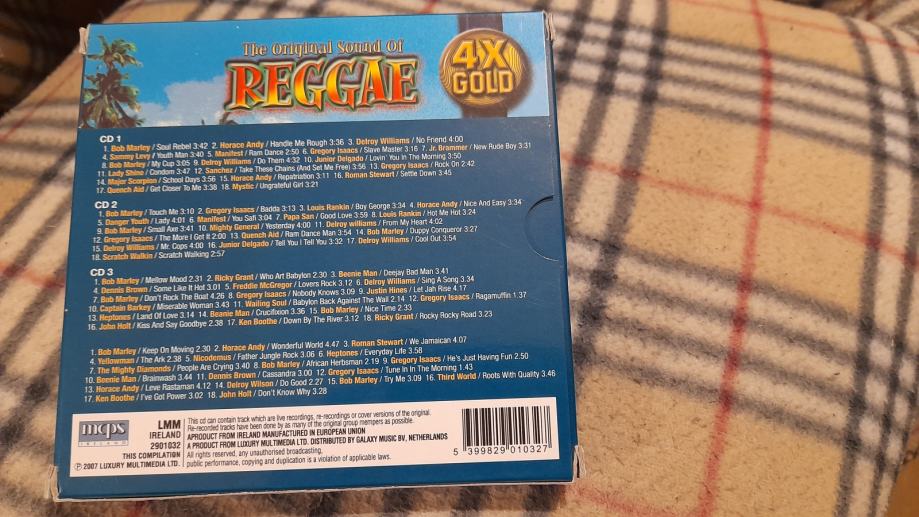 The Original Sound Of
REGGAE
4X
GOLD
CD 1
1. Bob Marley / Soul Rebel 3:42 2. Horace Andy / Handle Me Rough 3:36 3. Delroy Williams / No Friend 4:00
4. Sammy Levy / Youth Man 3:40 5. Manifest / Ram Dance 2:50 6. Gregory Isaacs / Slave Master 3:16 7. Jr. Brammer / New Rude Boy 3:31
8. Bob Marley / My Cup 3:05 9. Delroy Williams / Do Them 4:32 10. Junior Delgado / Lovin' You In The Morning 3:50
11. Lady Shine / Condom 3:47 12. Sanchez / Take These Chains (And Set Me Free) 3:56 13. Gregory Isaacs / Rock On 2:42
14. Major Scorpion / School Days 3:56 15. Horace Andy / Repatriation 3:11 16. Roman Stewart / Settle Down 3:45
17. Quench Aid / Get Closer To Me 3:38 18. Mystic / Ungrateful Girl 3:21
CD 2
1. Bob Marley / Touch Me 3:10 2. Gregory Isaacs / Badda 3:13 3. Louis Rankin / Boy George 3:34 4. Horace Andy / Nice And Easy 3:34
5. Danger Youth / Lady 4:01 6. Manifest / You Safi 3:04 7. Papa San / Good Love 3:59 8. Louis Rankin / Hot Me Hot 3:24
9. Bob Marley / Small Axe 3:41 10. Mighty General / Yesterday 4:00 11. Delroy williams / From My Heart 4:02
12. Gregory Isaacs / The More I Get It 2:00 13. Quench Aid / Ram Dance Man 3:54 14. Bob Marley / Duppy Conqueror 3:27
15. Delroy Williams / Mr. Cops 4:00 16. Junior Delgado / Tell You I Tell You 3:32 17. Delroy Williams / Cool Out 3:54
18. Scratch Walkin / Scratch Walking 2:57
CD 3
1. Bob Marley / Mellow Mood 2.31 2. Ricky Grant / Who Art Babylon 2.30 3. Beenie Man / Deejay Bad Man 3.41
4. Dennis Brown / Some Like It Hot 3.01 5. Freddie McGregor / Lovers Rock 3.12 6. Delroy Williams / Sing A Song 3.34
7. Bob Marley / Don't Rock The Boat 4.26 8. Gregory Isaacs / Nobody Knows 3.09 9. Justin Hines / Let Jah Rise 4.17
10. Captain Barkey / Miserable Woman 3.43 11. Wailing Soul / Babylon Back Against The Wall 2.14 12. Gregory Isaacs / Ragamuffin 1.37
13. Heptones / Land Of Love 3.14 14. Beanie Man / Crucifixion 3.36 15. Bob Marley / Nice Time 2:33
16. John Holt / Kiss And Say Goodbye 2.38 17. Ken Boothe / Down By The River 3.12 18. Ricky Grant / Rocky Rocky Road 3.23
1. Bob Marley / Keep On Moving 2.30 2. Horace Andy / Wonderful World 4.47 3. Roman Stewart / We Jamaican 4.07
4. Yellowman / The Ark 2.38 5. Nicodemus / Father Jungle Rock 3.06 6. Heptones / Everyday Life 3.58
7. The Mighty Diamonds / People Are Crying 3.40 8. Bob Marley / African Herbsman 2.19 9. Gregory Isaacs / He's Just Having Fun 2.50
10. Beenie Man / Brainwash 3.44 11. Dennis Brown / Cassandra 3.00 12. Gregory Isaacs / Tune In In The Morning 1.43
13. Horace Andy / Leve Rastaman 4.12 14. Delroy Wilson / Do Good 2.27 15. Bob Marley / Try Me 3.09 16. Third World / Roots With Quality 3.46
17. Ken Boothe / I've Got Power 3.02 18. John Holt / Don't Know Why 3.28
mcps
IRELAND
LMM
IRELAND
2901032
THIS COMPILATION
℗ 2007 LUXURY MULTIMEDIA LTD.
This cd can contain track which are live recordings, re-recordings or cover versions of the original.
Re-recorded tracks have been done by as many of the original group mempers as possible.
APRODUCT FROM IRELAND MANUFACTURED IN EUROPEAN UNION
A PRODUCT FROM LUXURY MULTIMEDIA LTD. DISTRIBUTED BY GALAXY MUSIC BV, NETHERLANDS
All rights reserved, any unauthorised broadcasting,
public performance, copying and duplication is a violation of applicable laws.
5 399829 010327